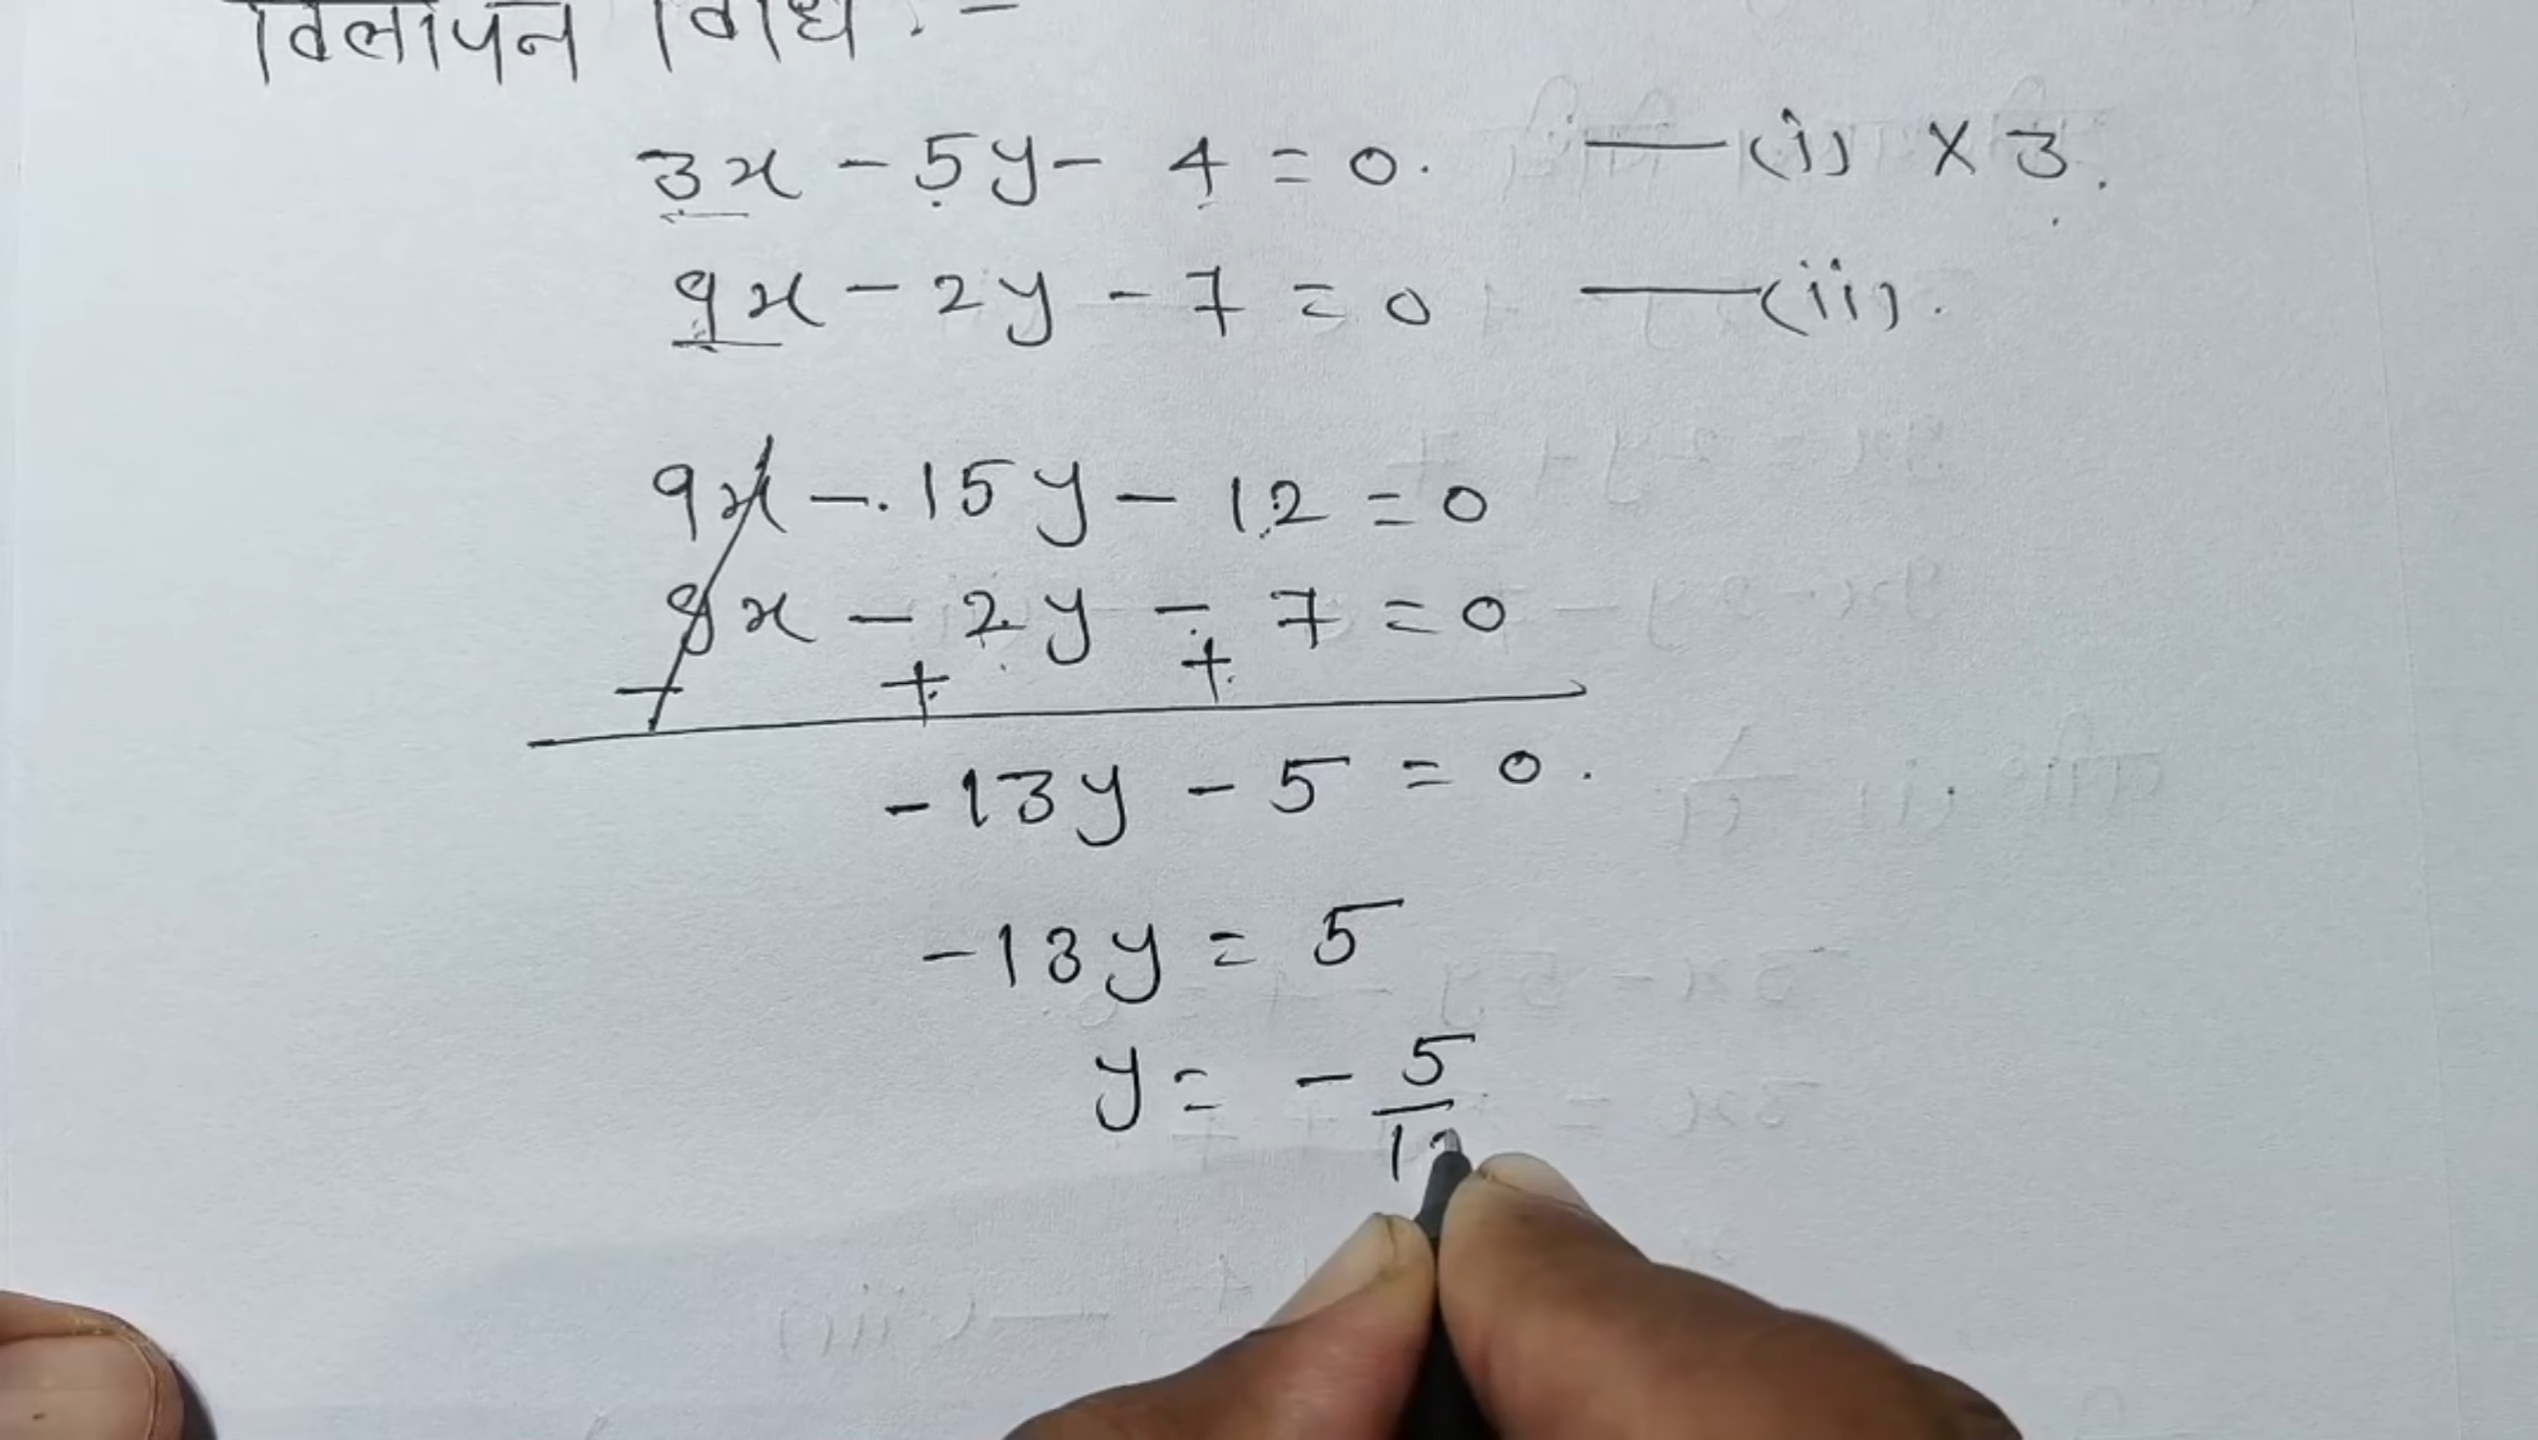 विलोपन विधि :-
3x - 5y - 4 = 0. —(i) × 3.
9x - 2y - 7 = 0 —(ii).
9x - 15y - 12 = 0
9x - 2y - 7 = 0
- + +
-13y - 5 = 0.
-13y = 5
y = - 5/13